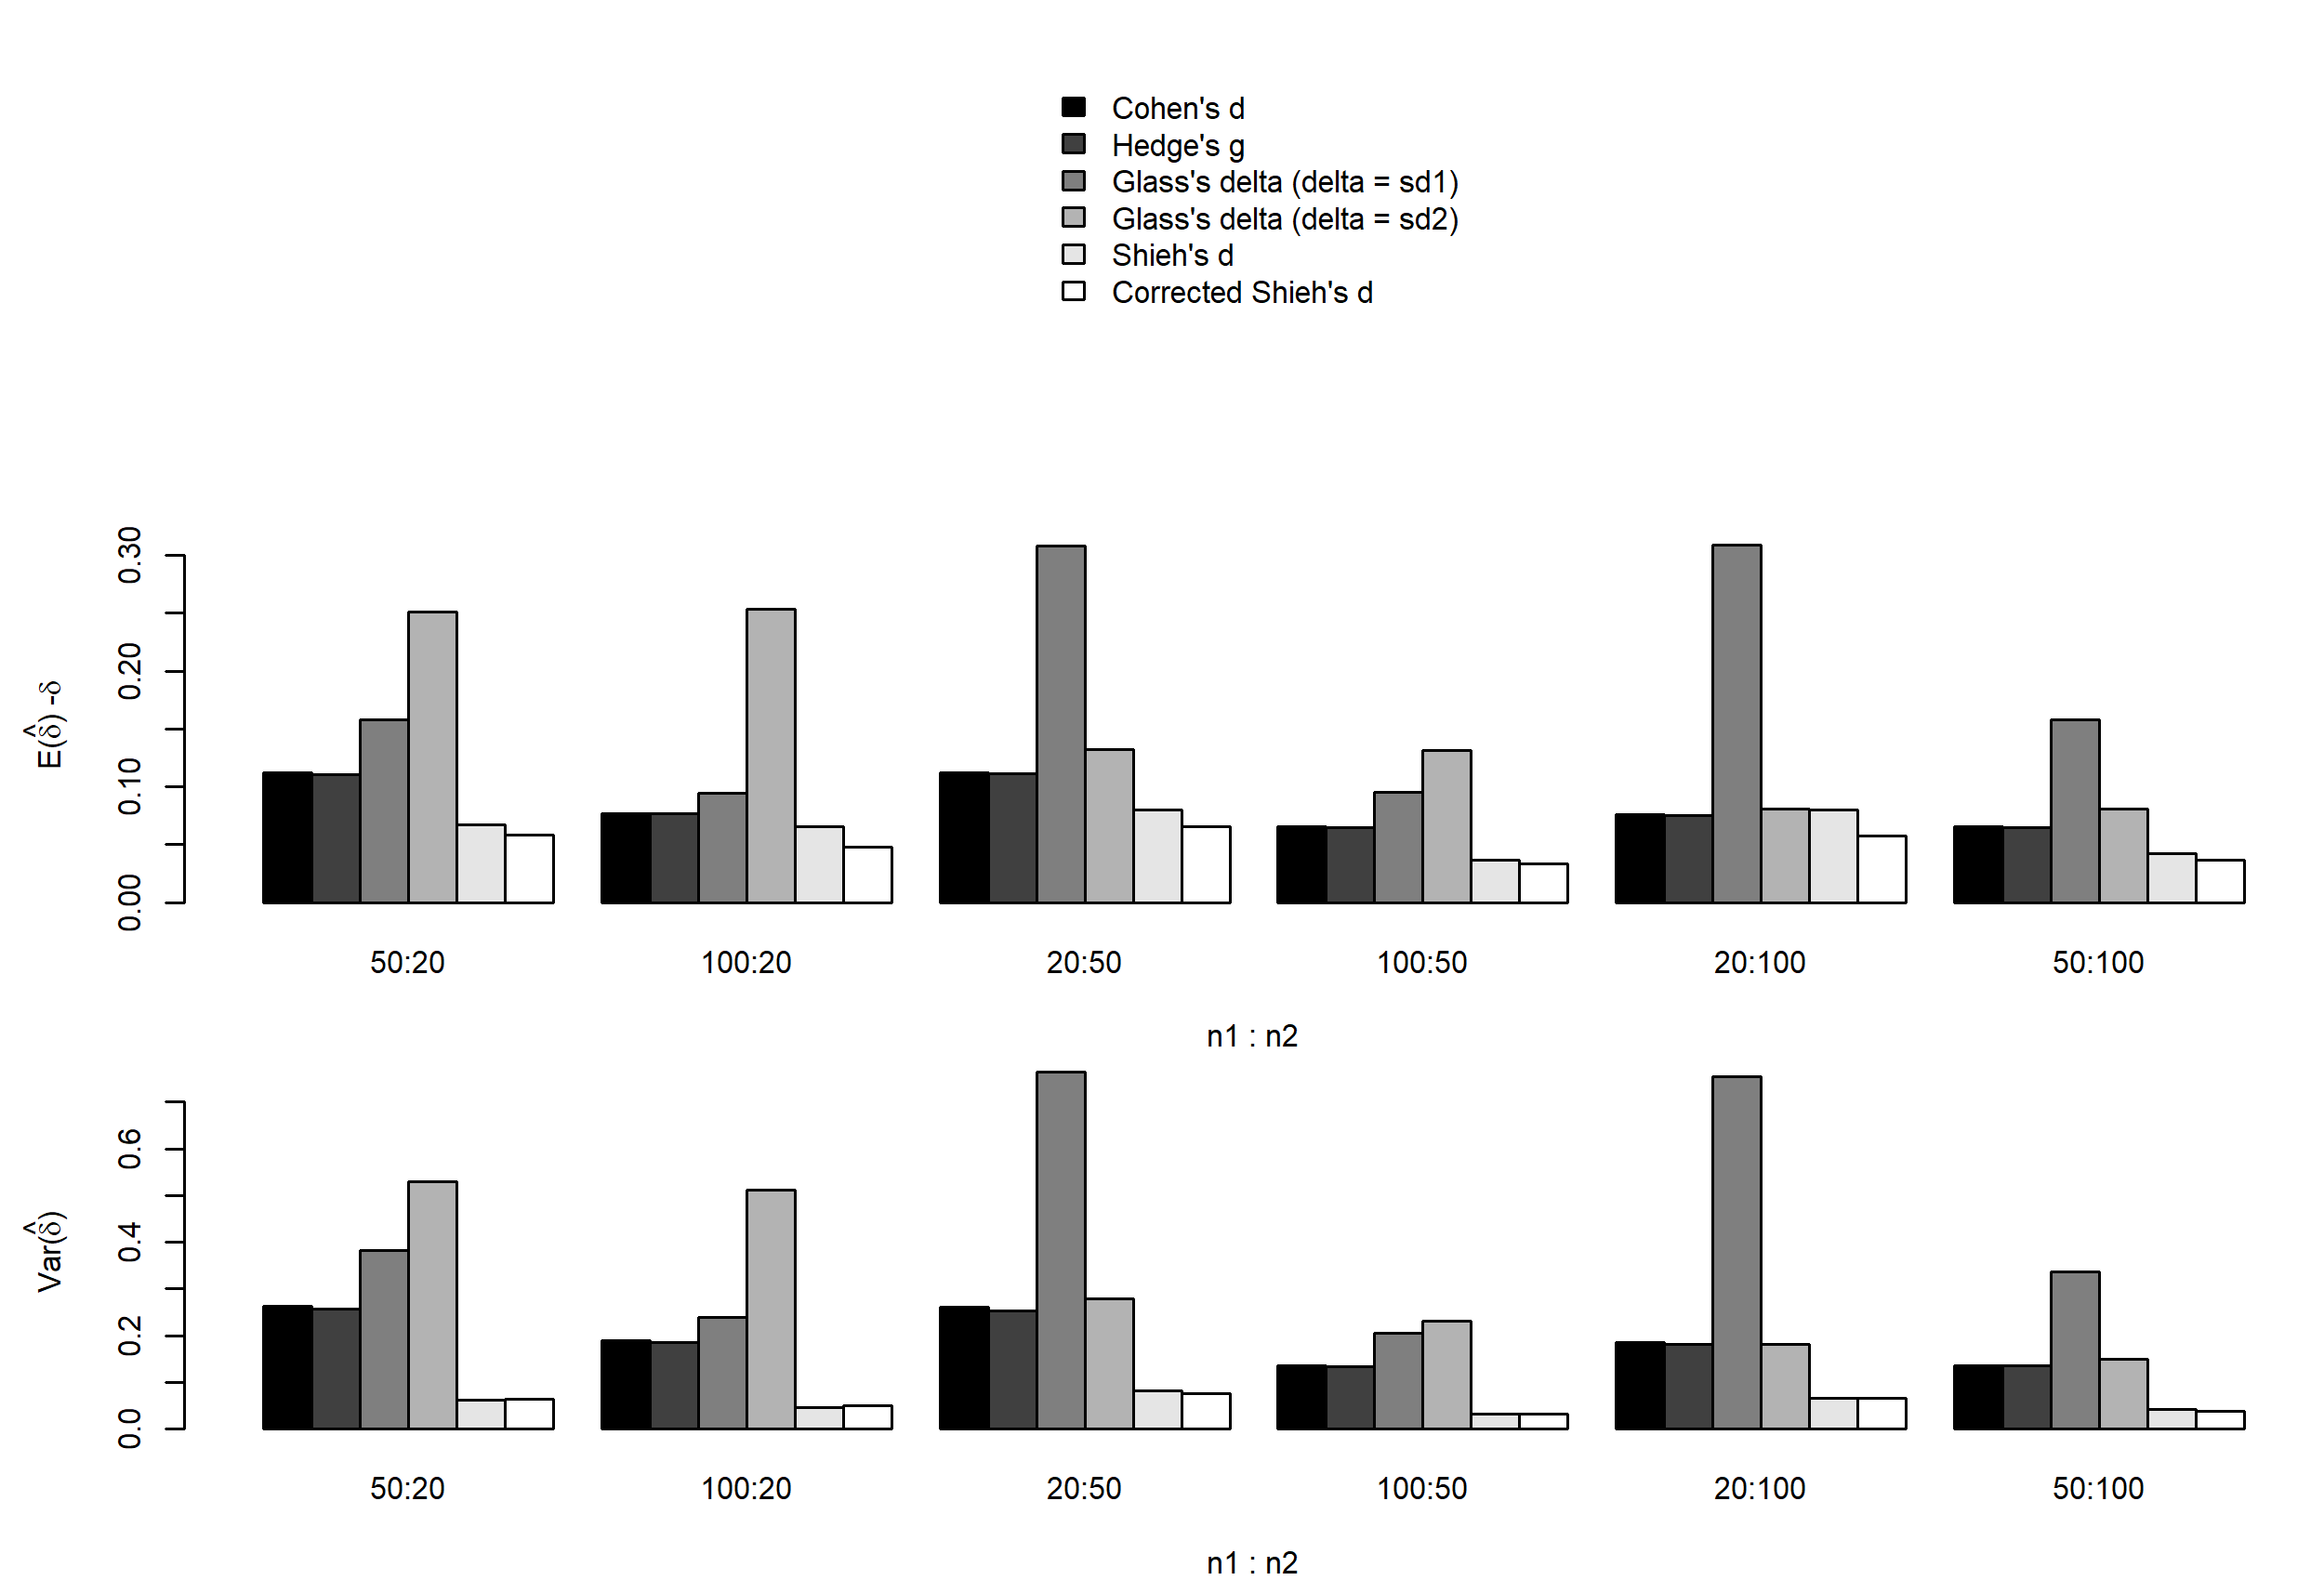 Cohen's d
Hedge's g
Glass's delta (delta = sd1)
Glass's delta (delta = sd2)
Shieh's d
Corrected Shieh's d
E(δ̂) -δ
0.30
0.20
0.10
0.00
50:20 100:20 20:50 100:50 20:100 50:100
n1 : n2
Var(δ̂)
0.6
0.4
0.2
0.0
50:20 100:20 20:50 100:50 20:100 50:100
n1 : n2